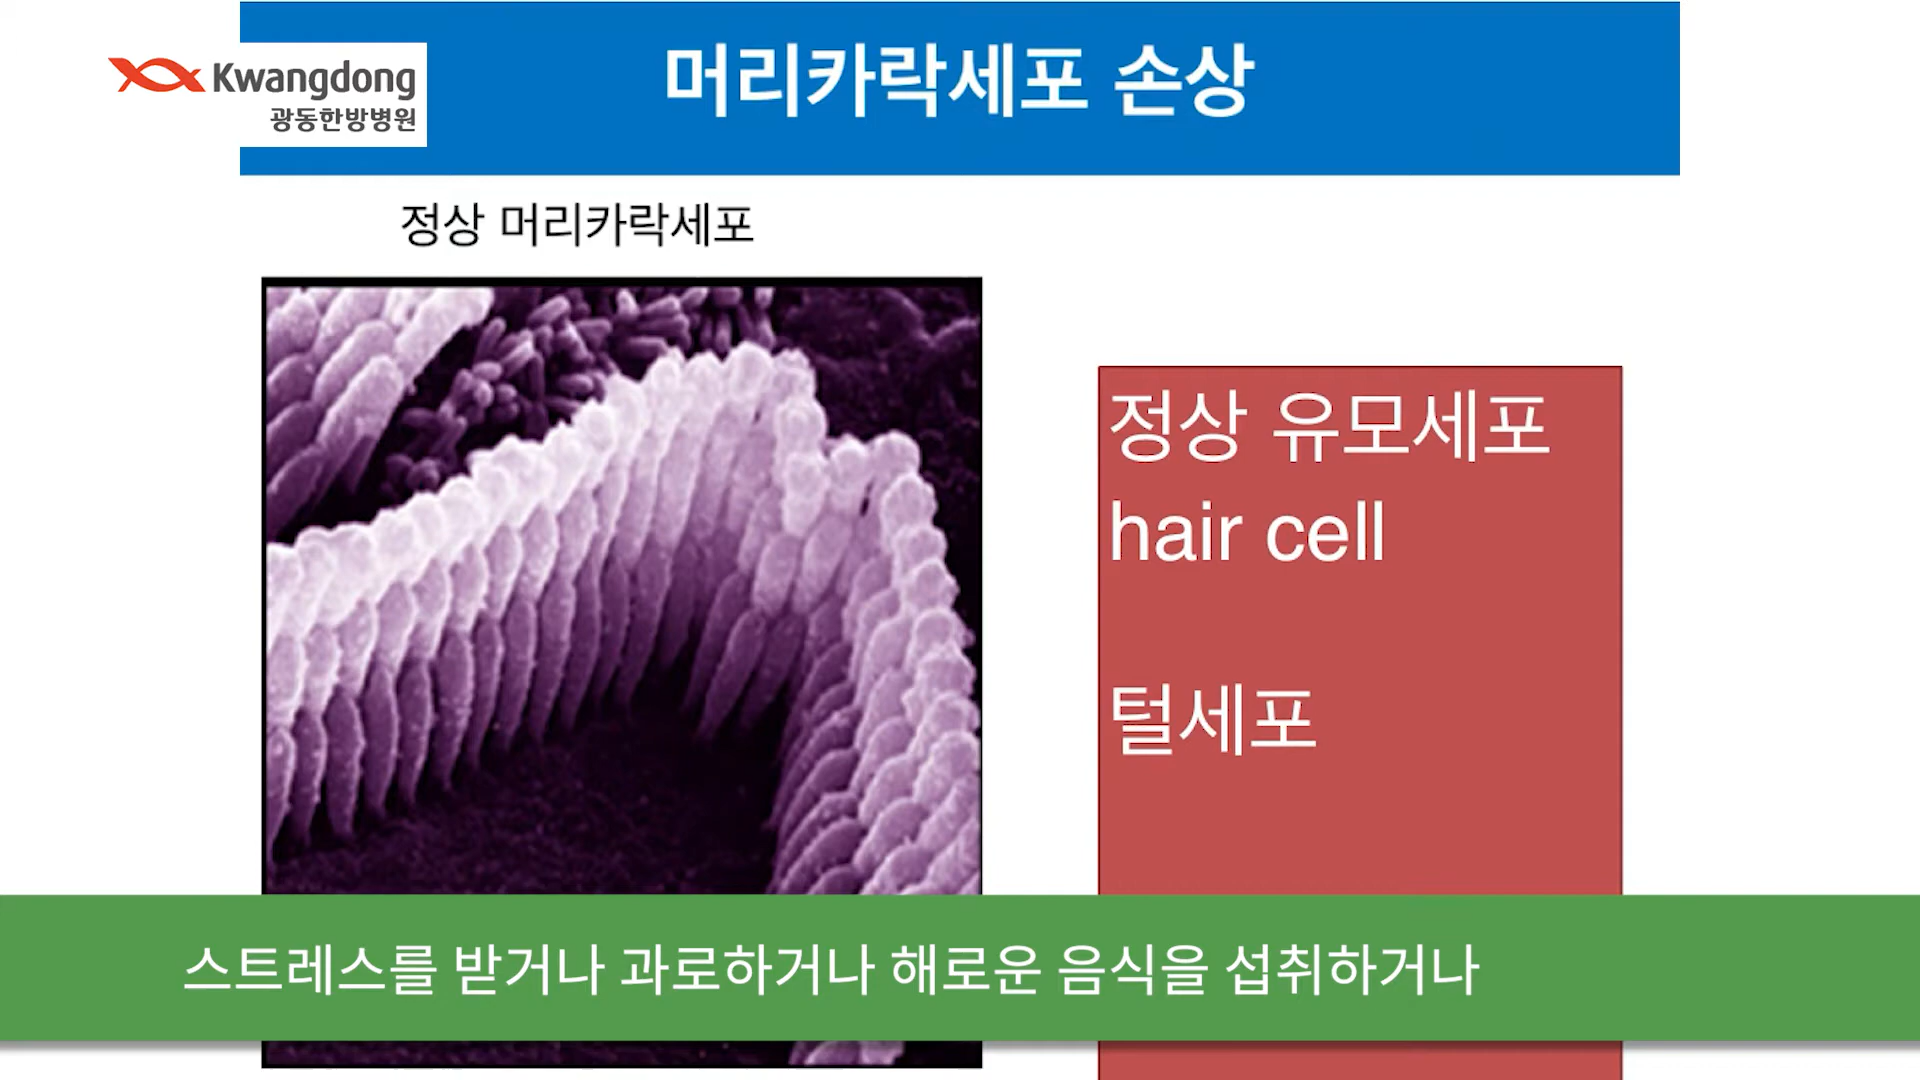 머리카락세포 손상
Kwangdong
광동한방병원
정상 머리카락세포
정상 유모세포
hair cell
털세포
스트레스를 받거나 과로하거나 해로운 음식을 섭취하거나